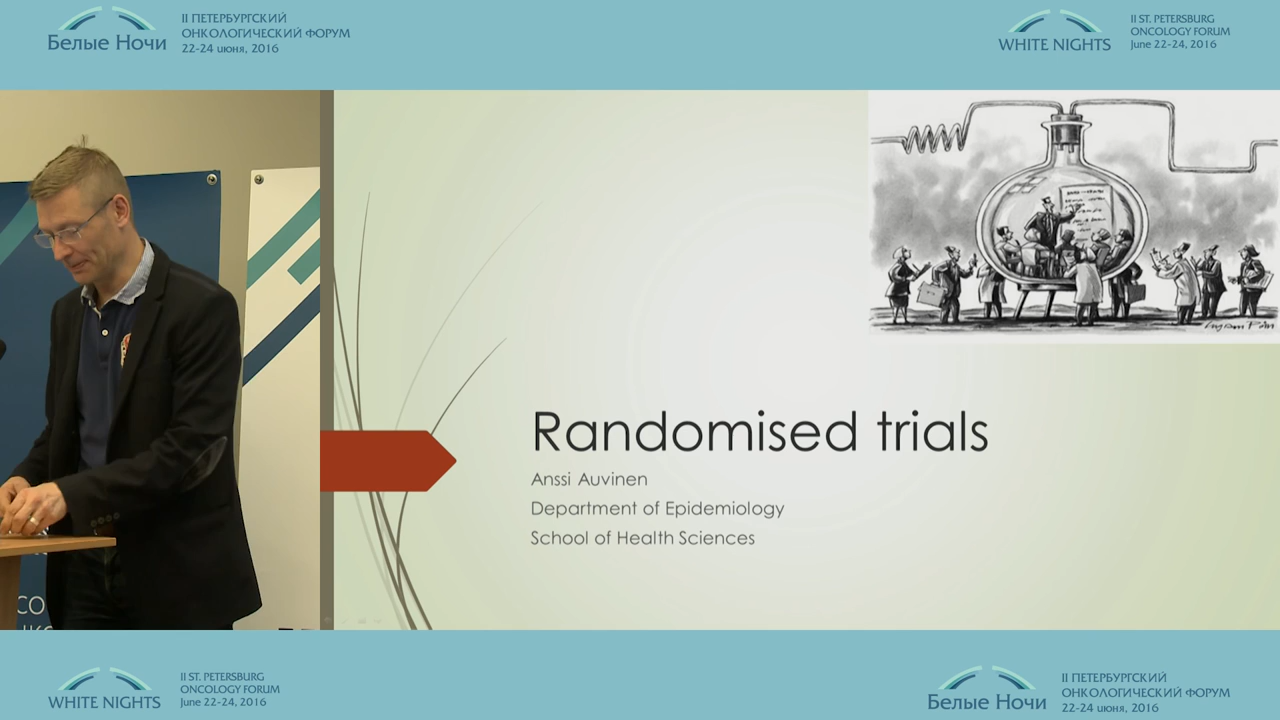 Белые Ночи
II ПЕТЕРБУРГСКИЙ
ОНКОЛОГИЧЕСКИЙ ФОРУМ
22-24 июня, 2016
WHITE NIGHTS
II ST. PETERSBURG
ONCOLOGY FORUM
June 22-24, 2016
Randomised trials
Anssi Auvinen
Department of Epidemiology
School of Health Sciences
WHITE NIGHTS
II ST. PETERSBURG
ONCOLOGY FORUM
June 22-24, 2016
Белые Ночи
II ПЕТЕРБУРГСКИЙ
ОНКОЛОГИЧЕСКИЙ ФОРУМ
22-24 июня, 2016